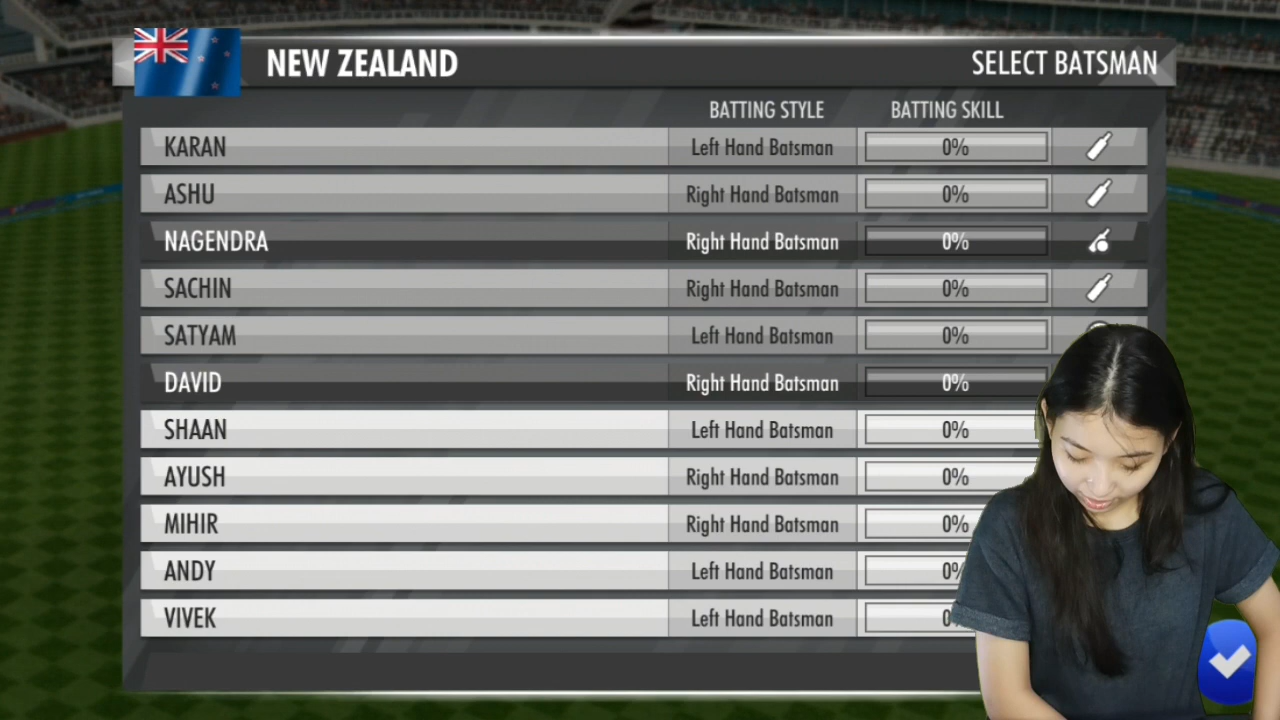 NEW ZEALAND SELECT BATSMAN
BATTING STYLE BATTING SKILL
KARAN Left Hand Batsman 0%
ASHU Right Hand Batsman 0%
NAGENDRA Right Hand Batsman 0%
SACHIN Right Hand Batsman 0%
SATYAM Left Hand Batsman 0%
DAVID Right Hand Batsman 0%
SHAAN Left Hand Batsman 0%
AYUSH Right Hand Batsman 0%
MIHIR Right Hand Batsman 0%
ANDY Left Hand Batsman 0%
VIVEK Left Hand Batsman 0